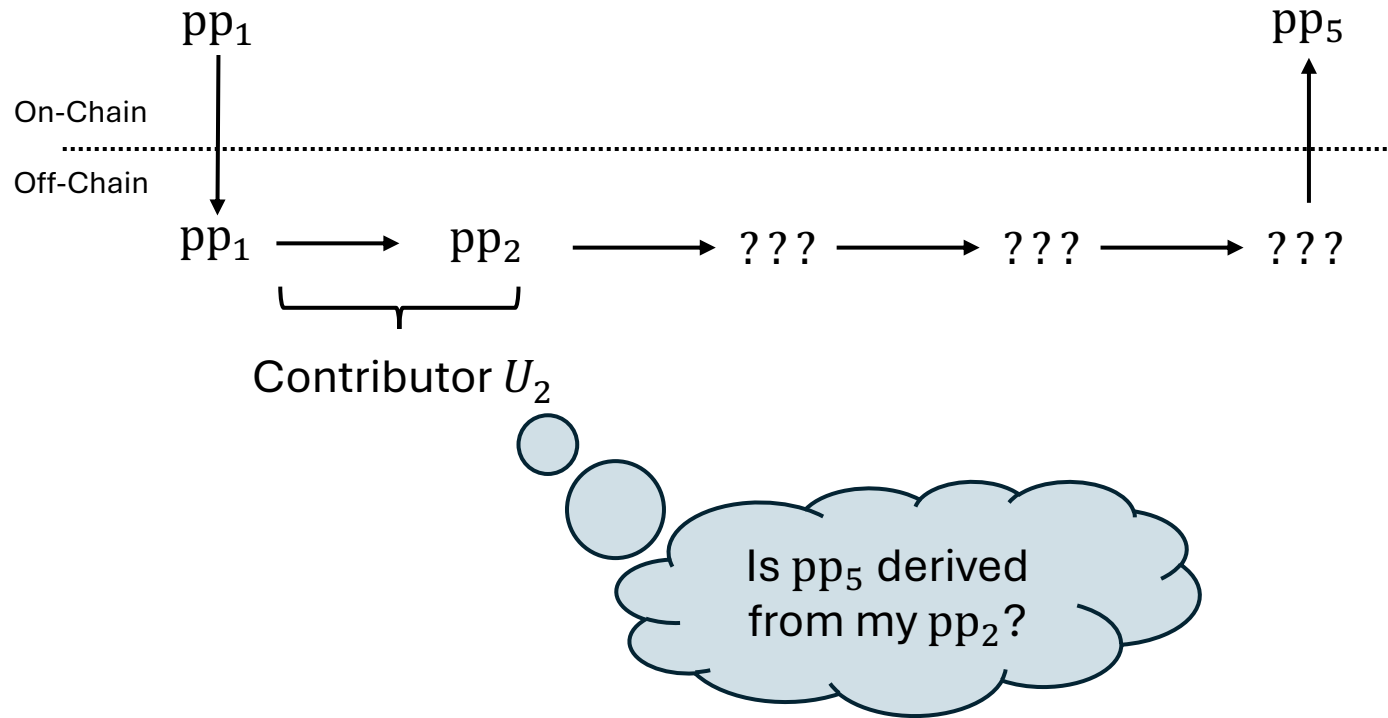 pp₁
pp₅
On-Chain
Off-Chain
pp₁
pp₂
???
???
???
Contributor U₂
Is pp₅ derived
from my pp₂?